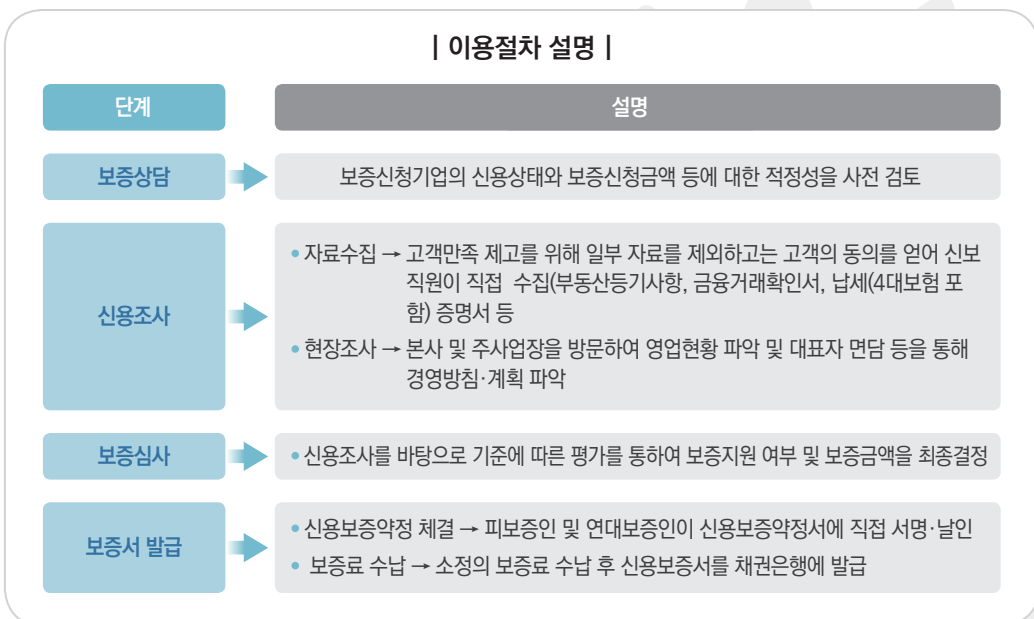 | 이용절차 설명 |
단계
설명
보증상담
보증신청기업의 신용상태와 보증신청금액 등에 대한 적정성을 사전 검토
신용조사
• 자료수집 → 고객만족 제고를 위해 일부 자료를 제외하고는 고객의 동의를 얻어 신보
직원이 직접 수집(부동산등기사항, 금융거래확인서, 납세(4대보험 포
함) 증명서 등
• 현장조사 → 본사 및 주사업장을 방문하여 영업현황 파악 및 대표자 면담 등을 통해
경영방침·계획 파악
보증심사
• 신용조사를 바탕으로 기준에 따른 평가를 통하여 보증지원 여부 및 보증금액을 최종결정
보증서 발급
• 신용보증약정 체결 → 피보증인 및 연대보증인이 신용보증약정서에 직접 서명·날인
• 보증료 수납 → 소정의 보증료 수납 후 신용보증서를 채권은행에 발급